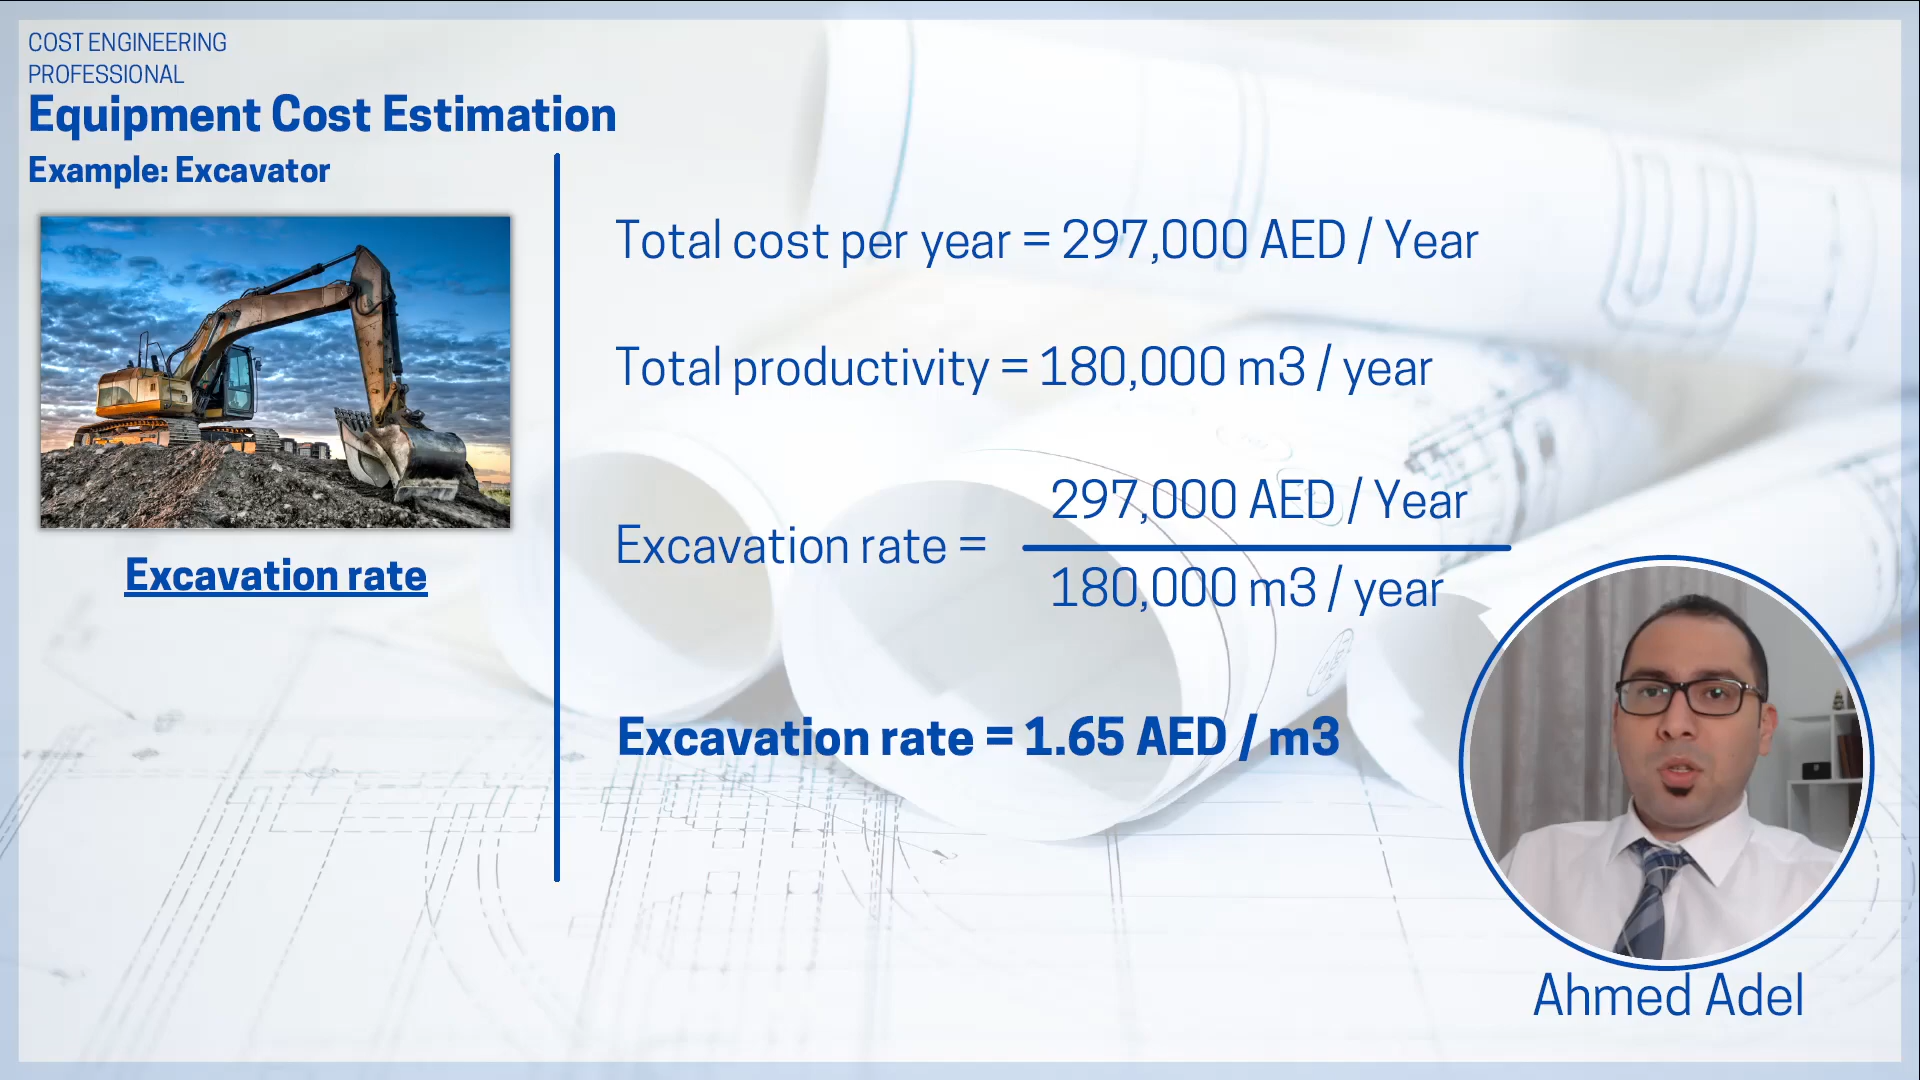 COST ENGINEERING
PROFESSIONAL
Equipment Cost Estimation
Example: Excavator
Excavation rate
Total cost per year = 297,000 AED / Year
Total productivity = 180,000 m3 / year
Excavation rate =
297,000 AED / Year
180,000 m3 / year
Excavation rate = 1.65 AED / m3
Ahmed Adel